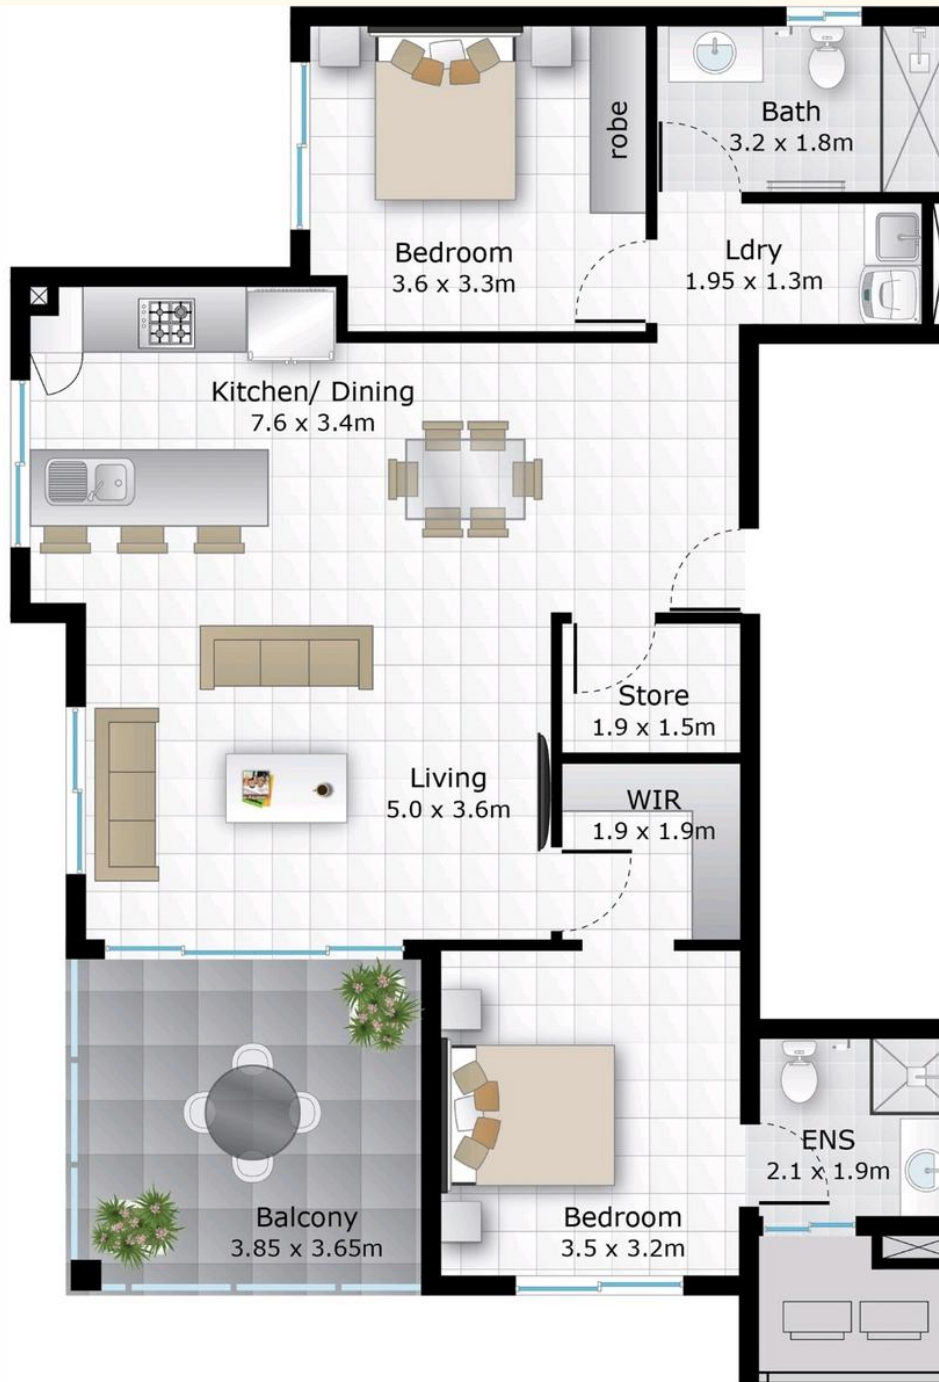 robe
Bath
3.2 x 1.8m
Bedroom
3.6 x 3.3m
Ldry
1.95 x 1.3m
Kitchen/ Dining
7.6 x 3.4m
Store
1.9 x 1.5m
Living
5.0 x 3.6m
WIR
1.9 x 1.9m
ENS
2.1 x 1.9m
Balcony
3.85 x 3.65m
Bedroom
3.5 x 3.2m